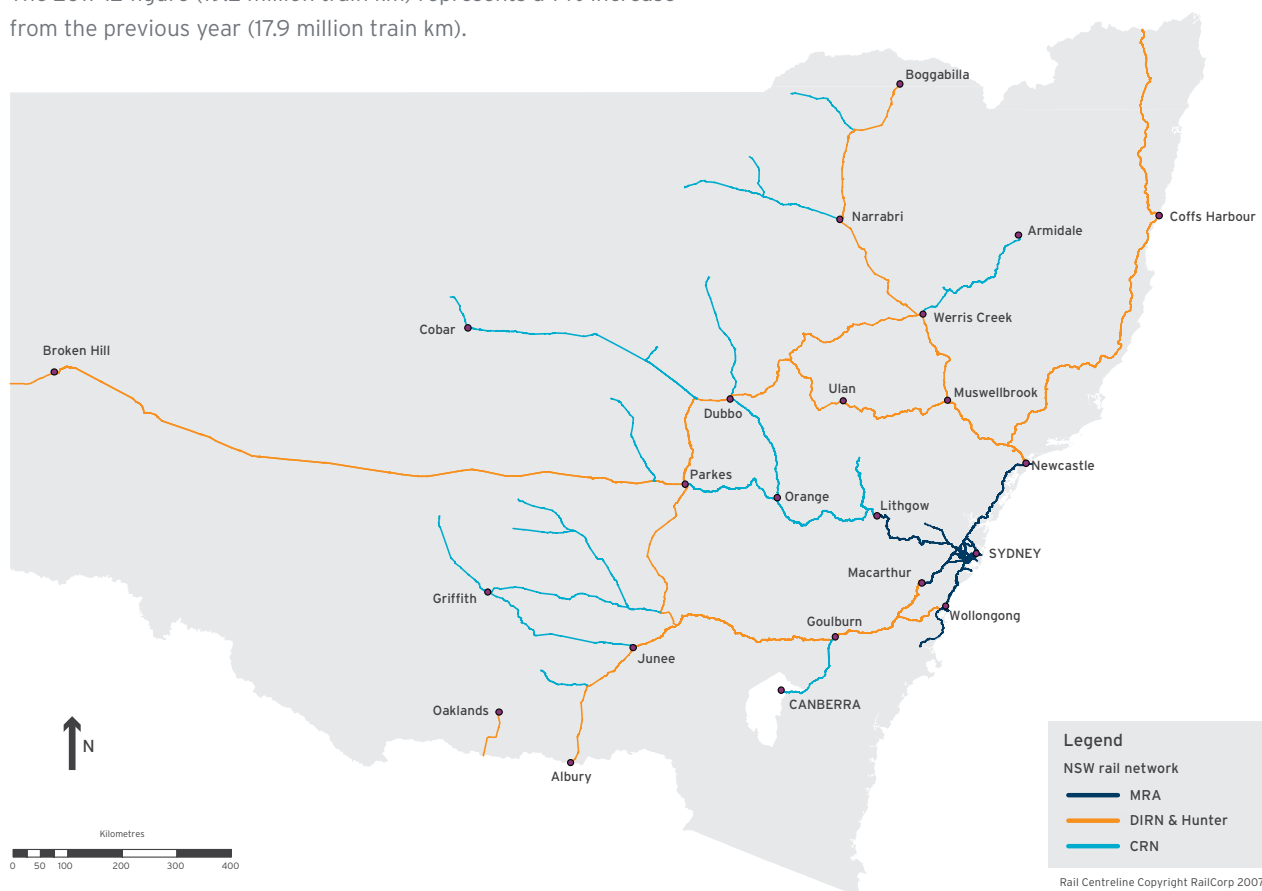 from the previous year (17.9 million train km).
Boggabilla
Narrabri
Coffs Harbour
Armidale
Werris Creek
Cobar
Broken Hill
Ulan
Muswellbrook
Dubbo
Newcastle
Parkes
Orange
Lithgow
SYDNEY
Macarthur
Griffith
Wollongong
Goulburn
Junee
CANBERRA
Oaklands
N
Albury
Legend
NSW rail network
MRA
DIRN & Hunter
CRN
Kilometres
0 50 100 200 300 400
Rail Centreline Copyright RailCorp 2007